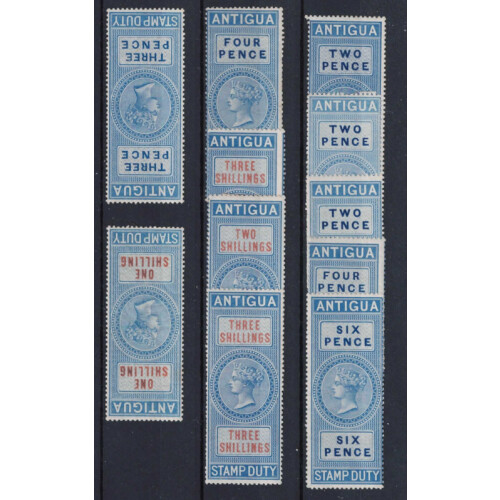 STAMP DUTY
THREE
PENCE
THREE
PENCE
ANTIGUA
STAMP DUTY
ONE
SHILLING
ONE
SHILLING
ANTIGUA
ANTIGUA
FOUR
PENCE
ANTIGUA
THREE
SHILLINGS
ANTIGUA
TWO
SHILLINGS
ANTIGUA
THREE
SHILLINGS
THREE
SHILLINGS
STAMP DUTY
ANTIGUA
TWO
PENCE
ANTIGUA
TWO
PENCE
ANTIGUA
TWO
PENCE
ANTIGUA
FOUR
PENCE
ANTIGUA
SIX
PENCE
SIX
PENCE
STAMP DUTY